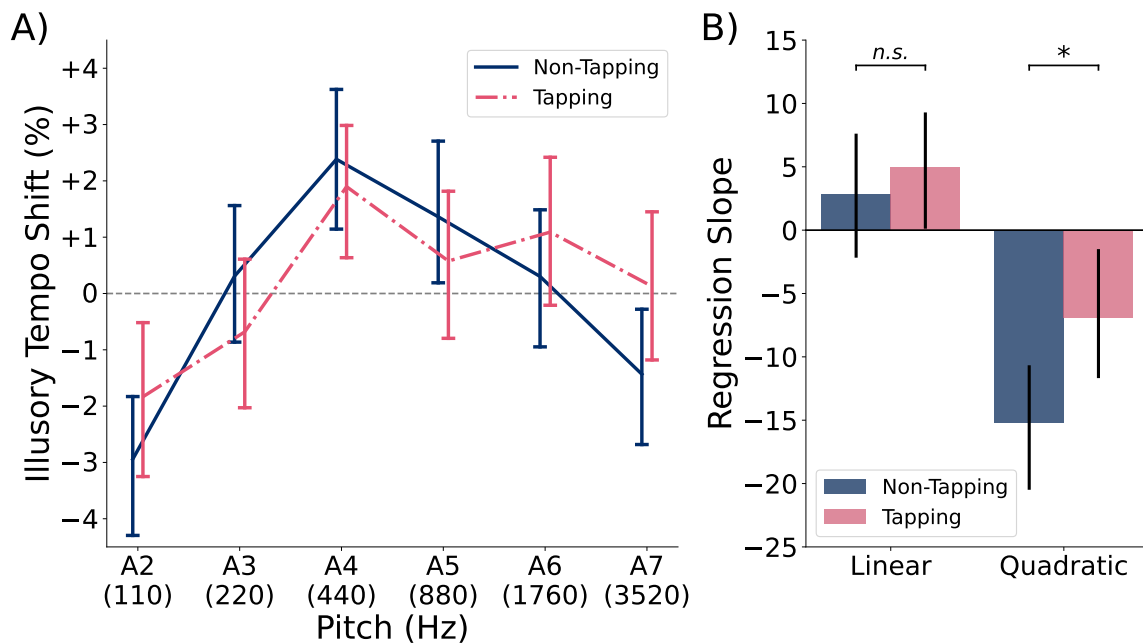 A)
Illusory Tempo Shift (%)
+4
+3
+2
+1
0
−1
−2
−3
−4
Non-Tapping
Tapping
A2 A3 A4 A5 A6 A7
(110) (220) (440) (880) (1760) (3520)
Pitch (Hz)
B)
Regression Slope
15
10
5
0
−5
−10
−15
−20
−25
n.s.
*
Non-Tapping
Tapping
Linear Quadratic